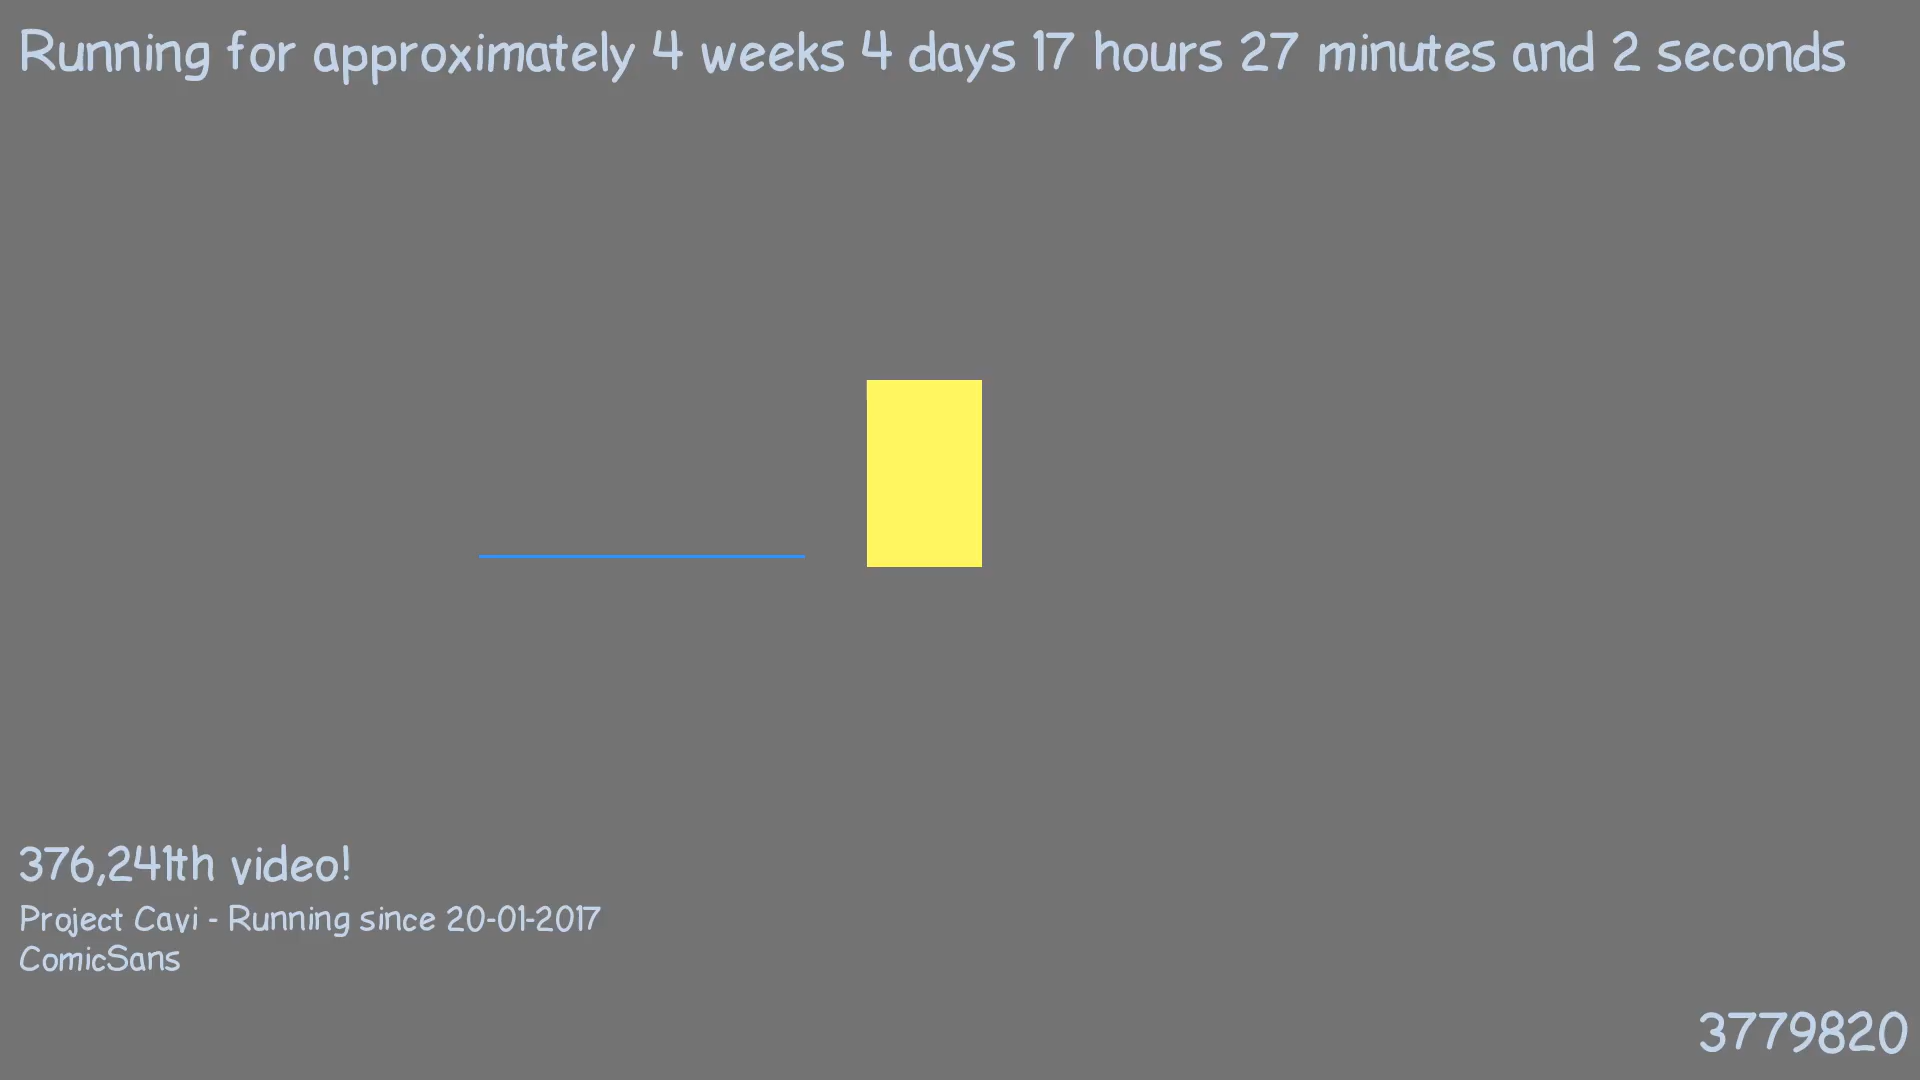 Running for approximately 4 weeks 4 days 17 hours 27 minutes and 2 seconds
376,241th video!
Project Cavi - Running since 20-01-2017
ComicSans
3779820